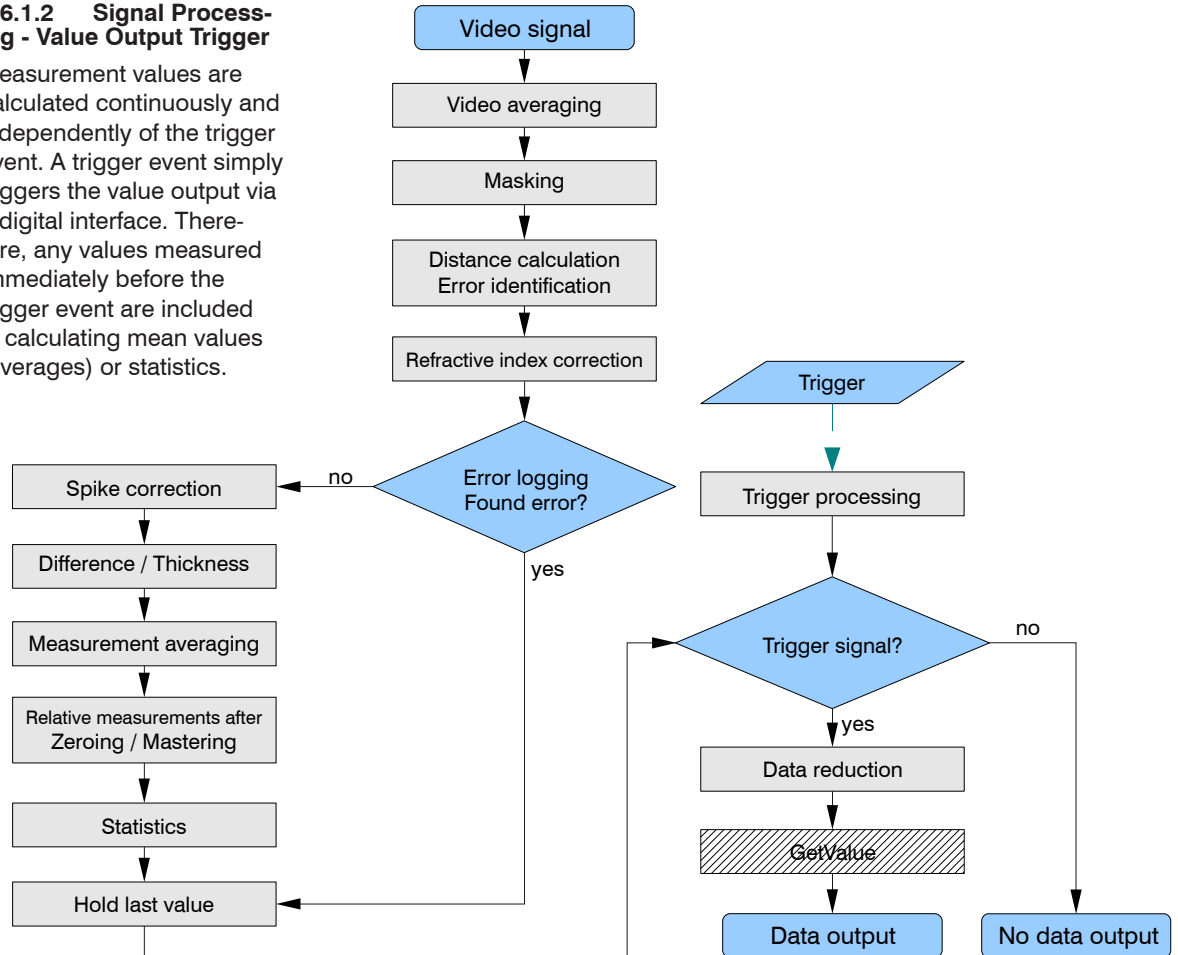 6.1.2 Signal Process-
g - Value Output Trigger
easurement values are
alculated continuously and
dependently of the trigger
vent. A trigger event simply
iggers the value output via
digital interface. There-
re, any values measured
mmediately before the
igger event are included
calculating mean values
verages) or statistics.
Video signal
Video averaging
Masking
Distance calculation
Error identification
Refractive index correction
Error logging
Found error?
no
yes
Spike correction
Difference / Thickness
Measurement averaging
Relative measurements after
Zeroing / Mastering
Statistics
Hold last value
Trigger
Trigger processing
Trigger signal?
no
yes
Data reduction
GetValue
Data output
No data output